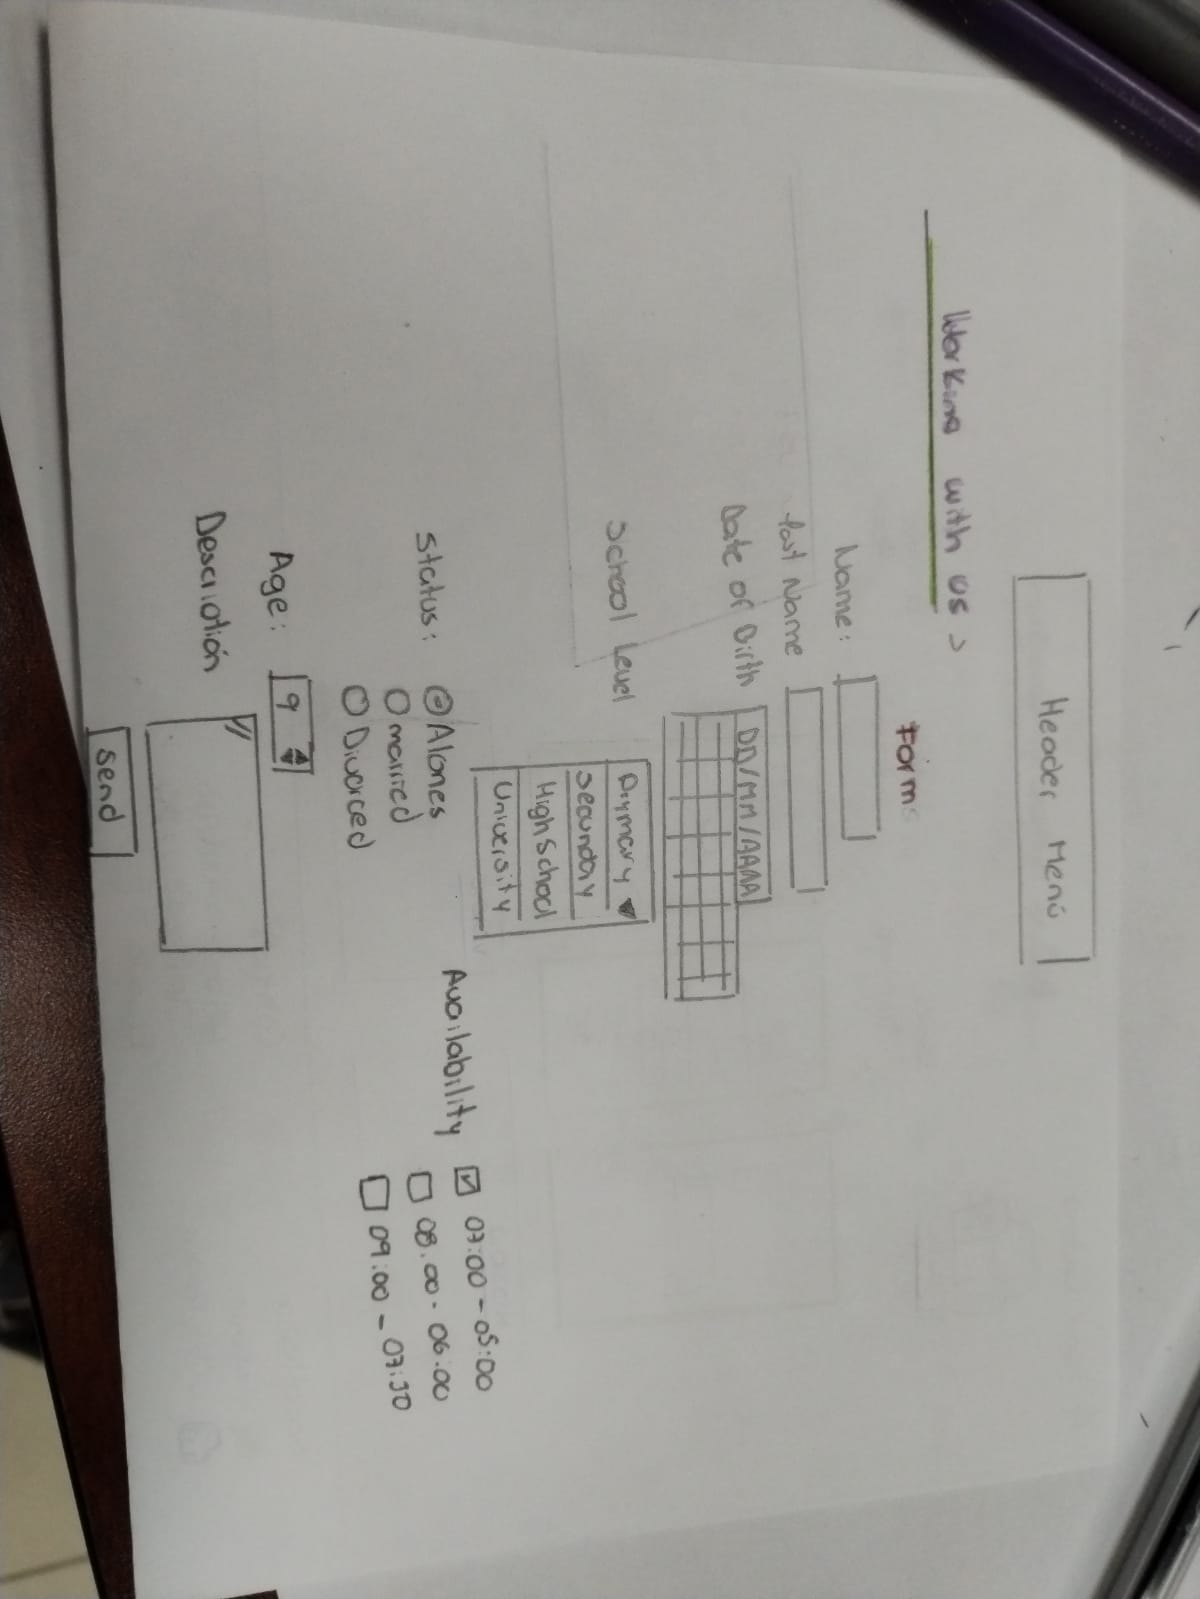 Header Menú
Working with us >
Forms
Name:
Last Name
Date of Birth DD/MM/AAAA
School Level Prymary
Secunday
High School
University
Status: Alones
married
Divorced
Availability 07:00 - 05:00
08.00 - 06:00
09:00 - 07:30
Age: 9
Descriotión
Send